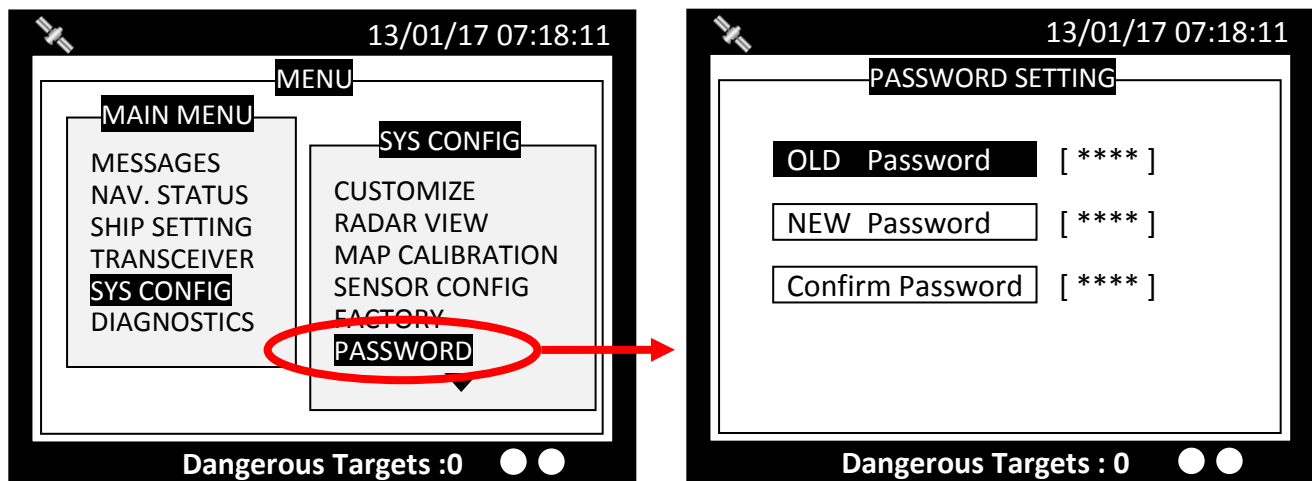 13/01/17 07:18:11
MENU
MAIN MENU
MESSAGES
NAV. STATUS
SHIP SETTING
TRANSCEIVER
SYS CONFIG
DIAGNOSTICS
SYS CONFIG
CUSTOMIZE
RADAR VIEW
MAP CALIBRATION
SENSOR CONFIG
FACTORY
PASSWORD
Dangerous Targets :0
13/01/17 07:18:11
PASSWORD SETTING
OLD Password [ **** ]
NEW Password [ **** ]
Confirm Password [ **** ]
Dangerous Targets : 0